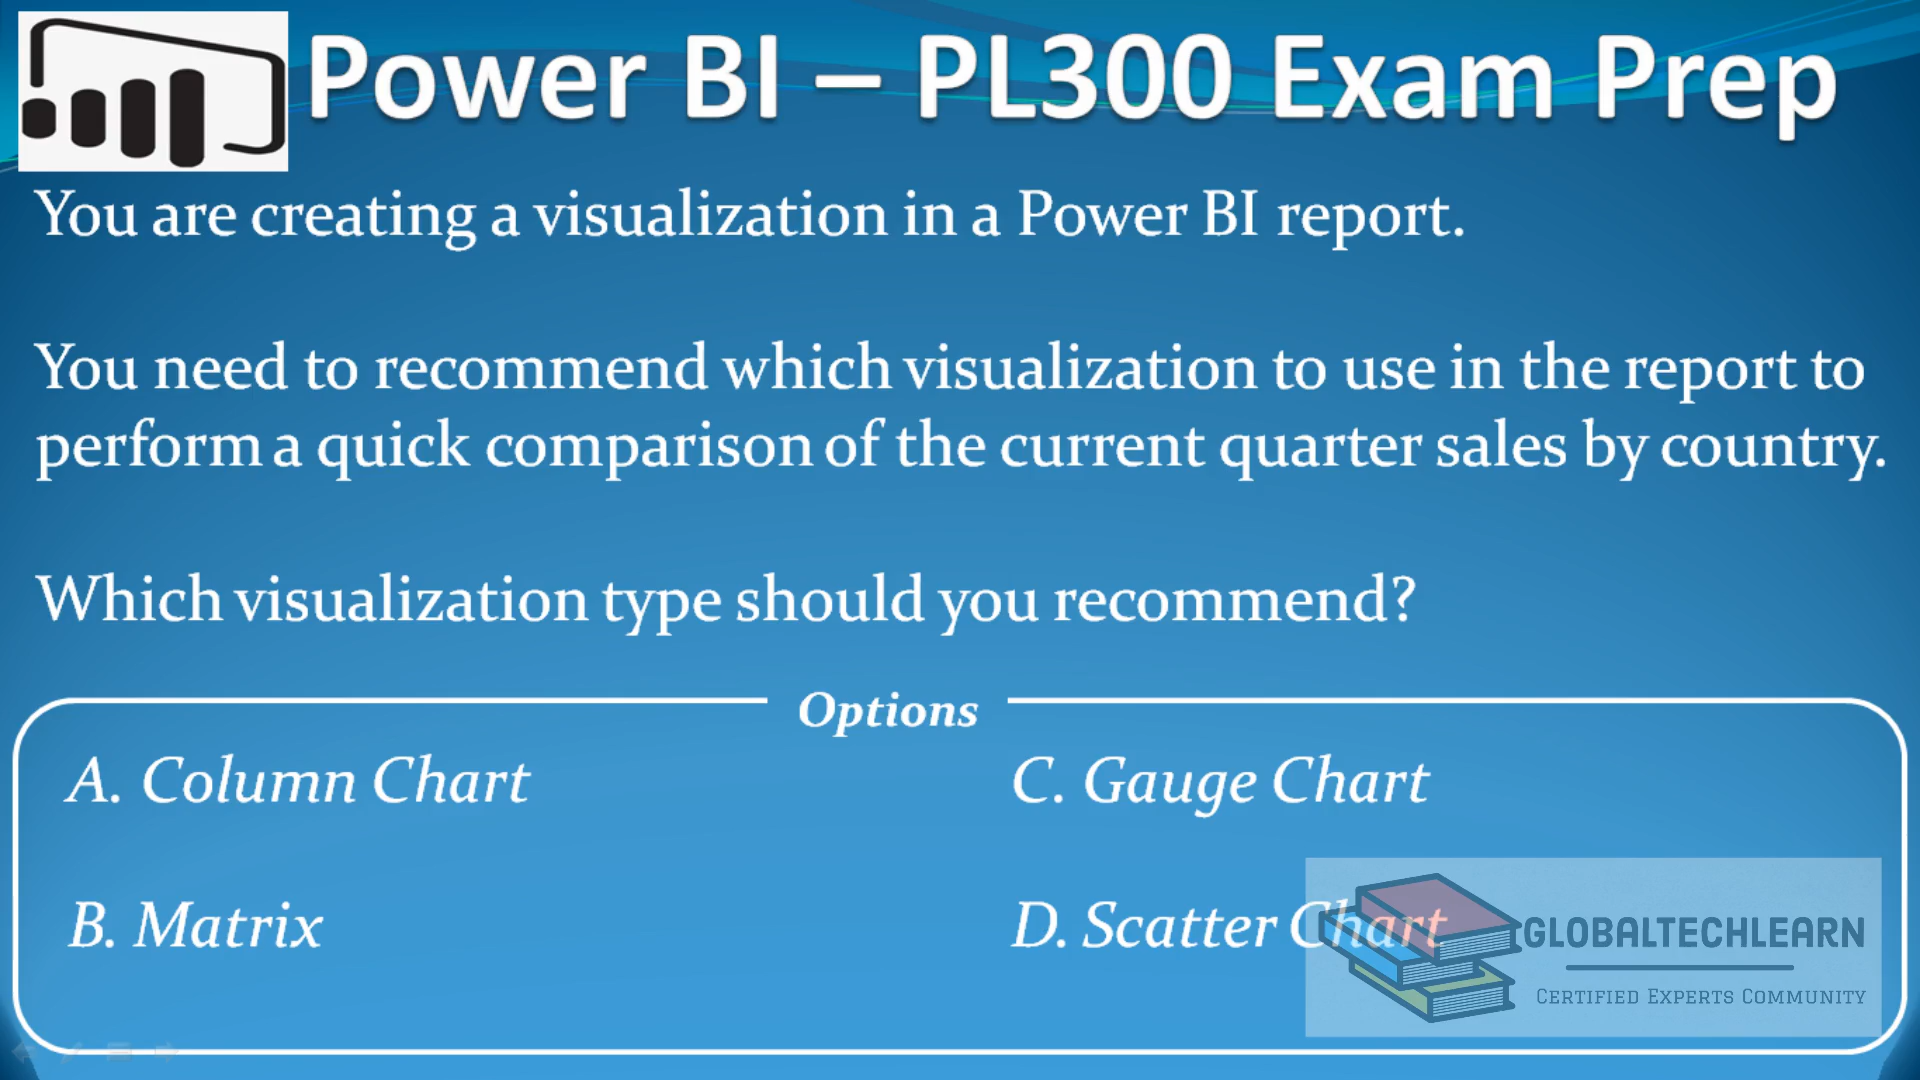 Power BI – PL300 Exam Prep
You are creating a visualization in a Power BI report.
You need to recommend which visualization to use in the report to
perform a quick comparison of the current quarter sales by country.
Which visualization type should you recommend?
Options
A. Column Chart
C. Gauge Chart
B. Matrix
D. Scatter Chart
GLOBALTECHLEARN
CERTIFIED EXPERTS COMMUNITY